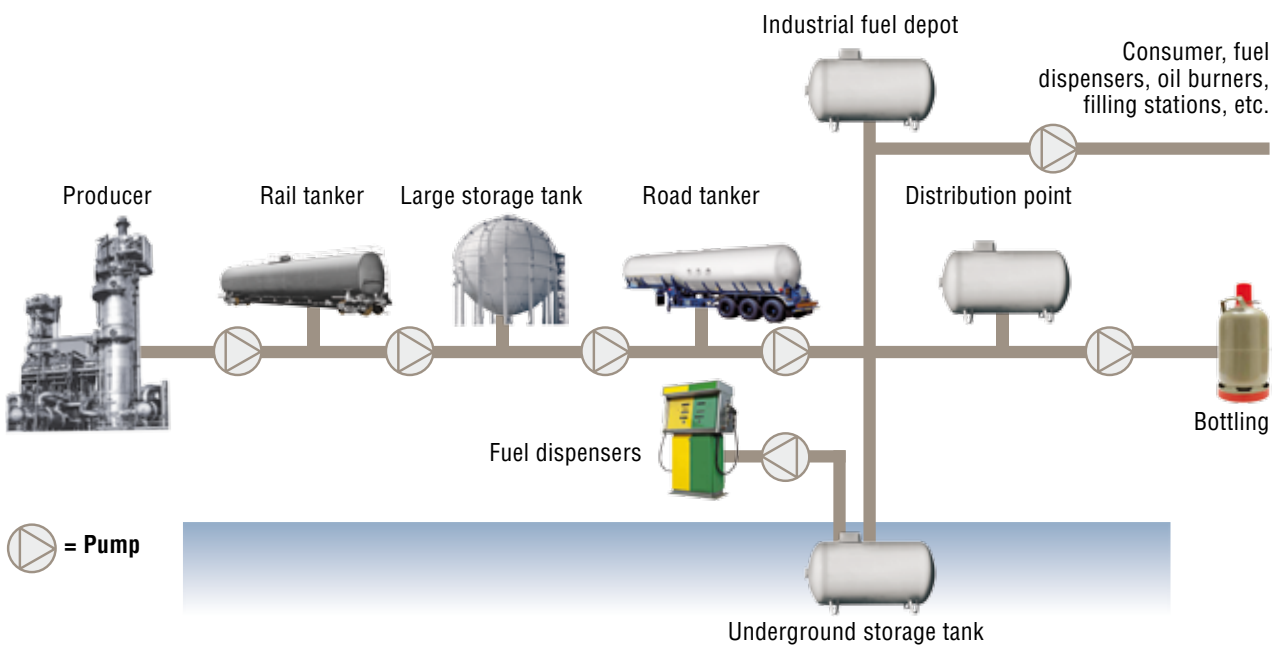 Industrial fuel depot
Consumer, fuel
dispensers, oil burners,
filling stations, etc.
Producer
Rail tanker
Large storage tank
Road tanker
Distribution point
Bottling
Fuel dispensers
= Pump
Underground storage tank